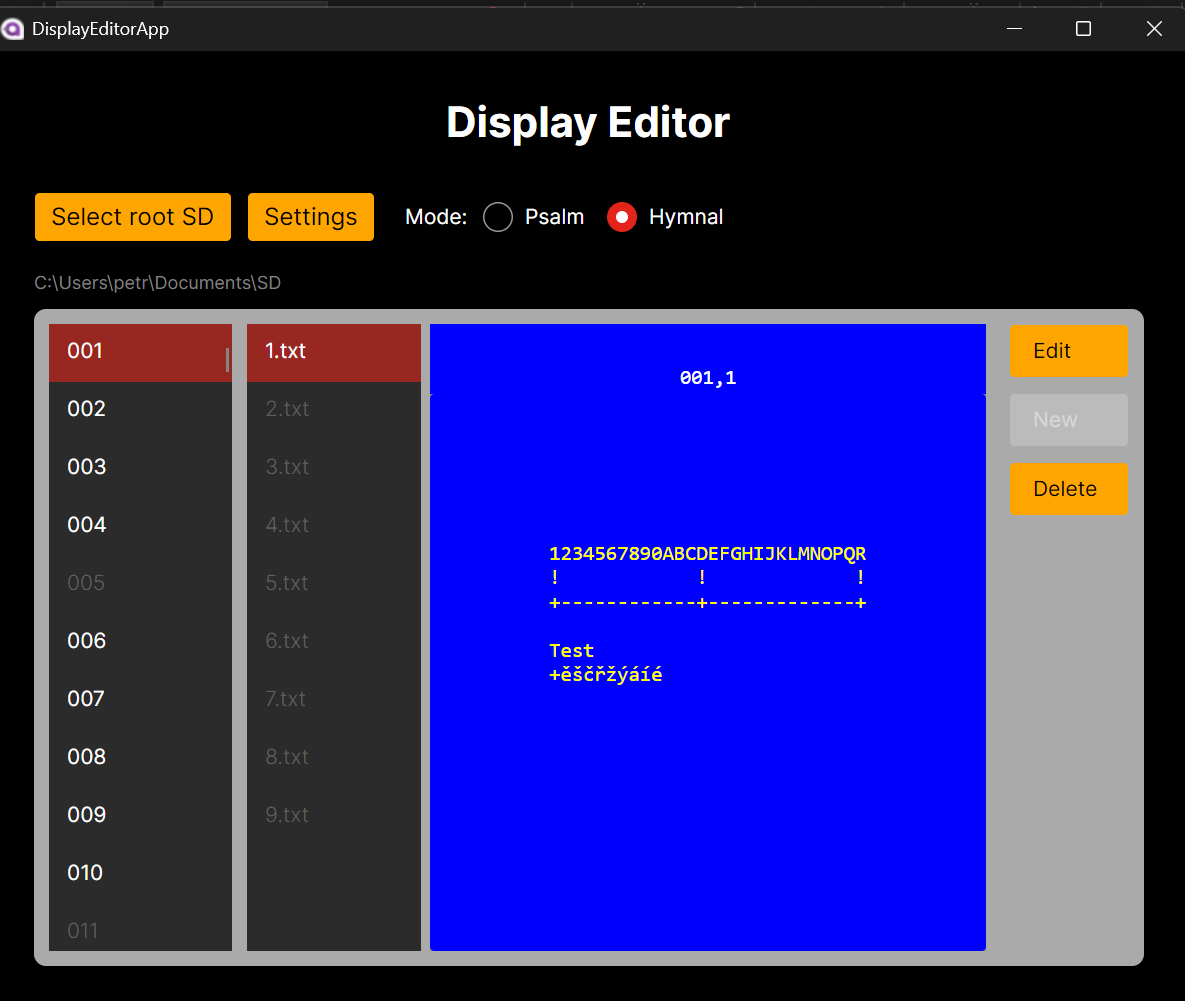 DisplayEditorApp
Display Editor
Select root SD Settings Mode: Psalm Hymnal
C:\Users\petr\Documents\SD
001
002
003
004
005
006
007
008
009
010
011
1.txt
2.txt
3.txt
4.txt
5.txt
6.txt
7.txt
8.txt
9.txt
001,1
1234567890ABCDEFGHIJKLMNOPQR
!            !             !
+------------+-------------+
Test
+ěščřžýáíé
Edit
New
Delete